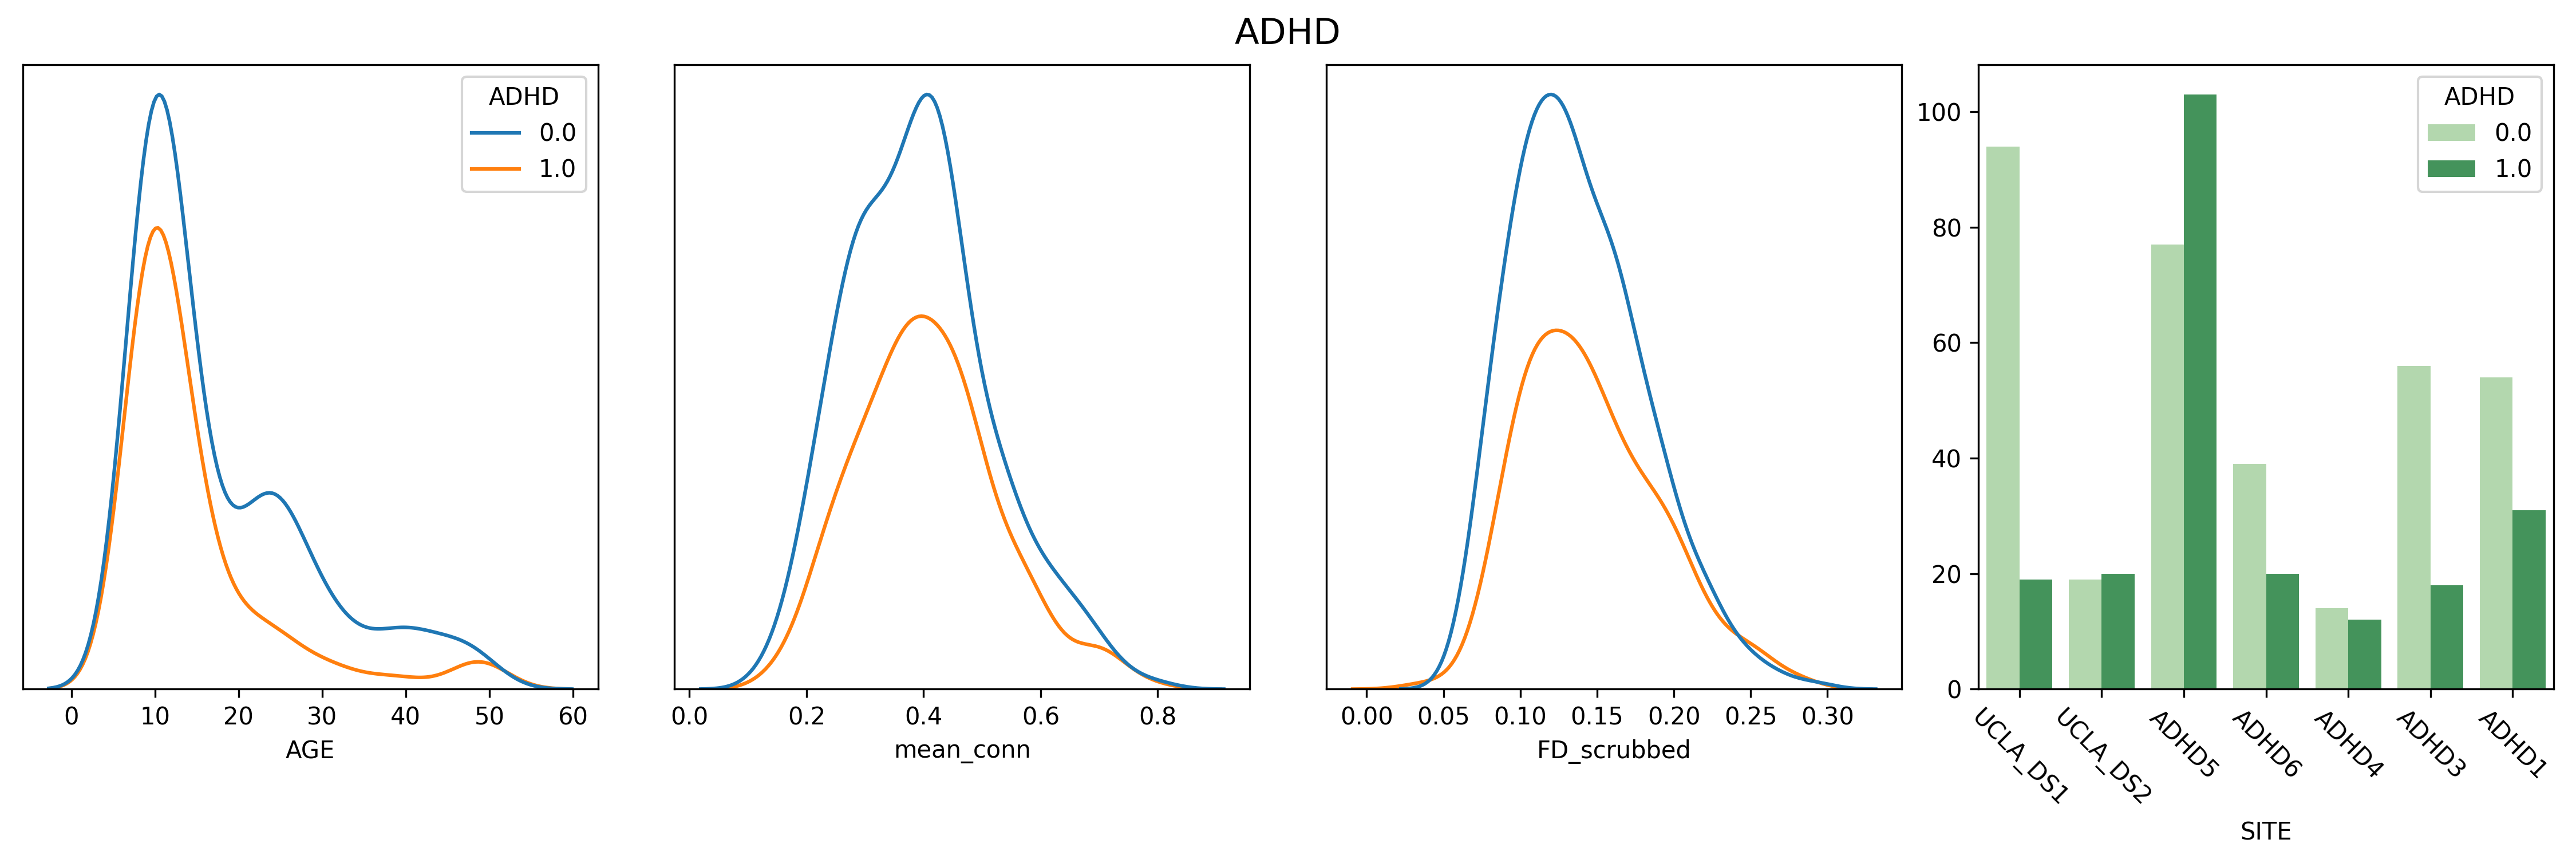 ADHD
ADHD
0.0
1.0
0 10 20 30 40 50 60
AGE
0.0 0.2 0.4 0.6 0.8
mean_conn
0.00 0.05 0.10 0.15 0.20 0.25 0.30
FD_scrubbed
100
80
60
40
20
0
ADHD
0.0
1.0
UCLA_DS1 UCLA_DS2 ADHD5 ADHD6 ADHD4 ADHD3 ADHD1
SITE